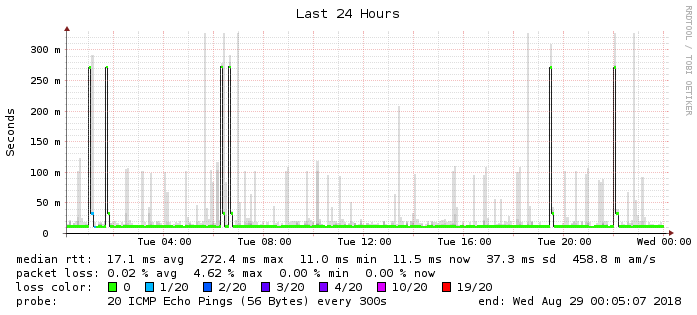 Last 24 Hours
RRDTOOL / TOBI OETIKER
Seconds
300 m
250 m
200 m
150 m
100 m
50 m
0
Tue 04:00 Tue 08:00 Tue 12:00 Tue 16:00 Tue 20:00 Wed 00:00
median rtt: 17.1 ms avg 272.4 ms max 11.0 ms min 11.5 ms now 37.3 ms sd 458.8 m am/s
packet loss: 0.02 % avg 4.62 % max 0.00 % min 0.00 % now
loss color: 0 1/20 2/20 3/20 4/20 10/20 19/20
probe: 20 ICMP Echo Pings (56 Bytes) every 300s end: Wed Aug 29 00:05:07 2018